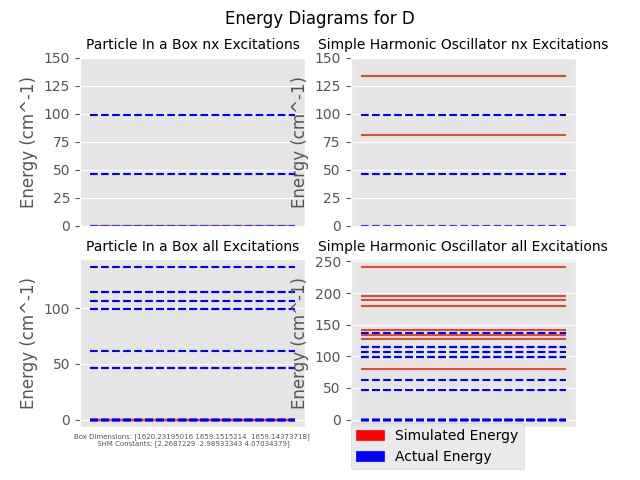 Energy Diagrams for D
Particle In a Box nx Excitations
Energy (cm^-1)
150
125
100
75
50
25
0
Simple Harmonic Oscillator nx Excitations
Energy (cm^-1)
150
125
100
75
50
25
0
Particle In a Box all Excitations
Energy (cm^-1)
100
50
0
Box Dimensions: [1620.23195016 1659.1515214 1659.14373718]
SHM Constants: [2.2687229 2.98933343 4.07034379]
Simple Harmonic Oscillator all Excitations
Energy (cm^-1)
250
200
150
100
50
0
Simulated Energy
Actual Energy